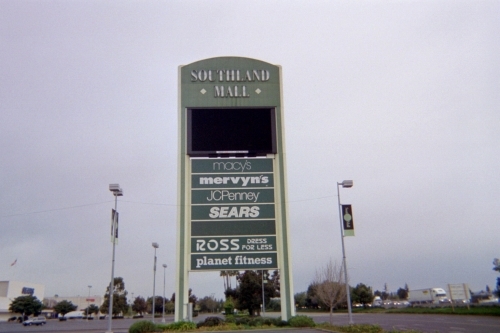 SOUTHLAND
MALL
macy's
mervyn's
JCPenney
SEARS
ROSS DRESS
FOR LESS
planet fitness